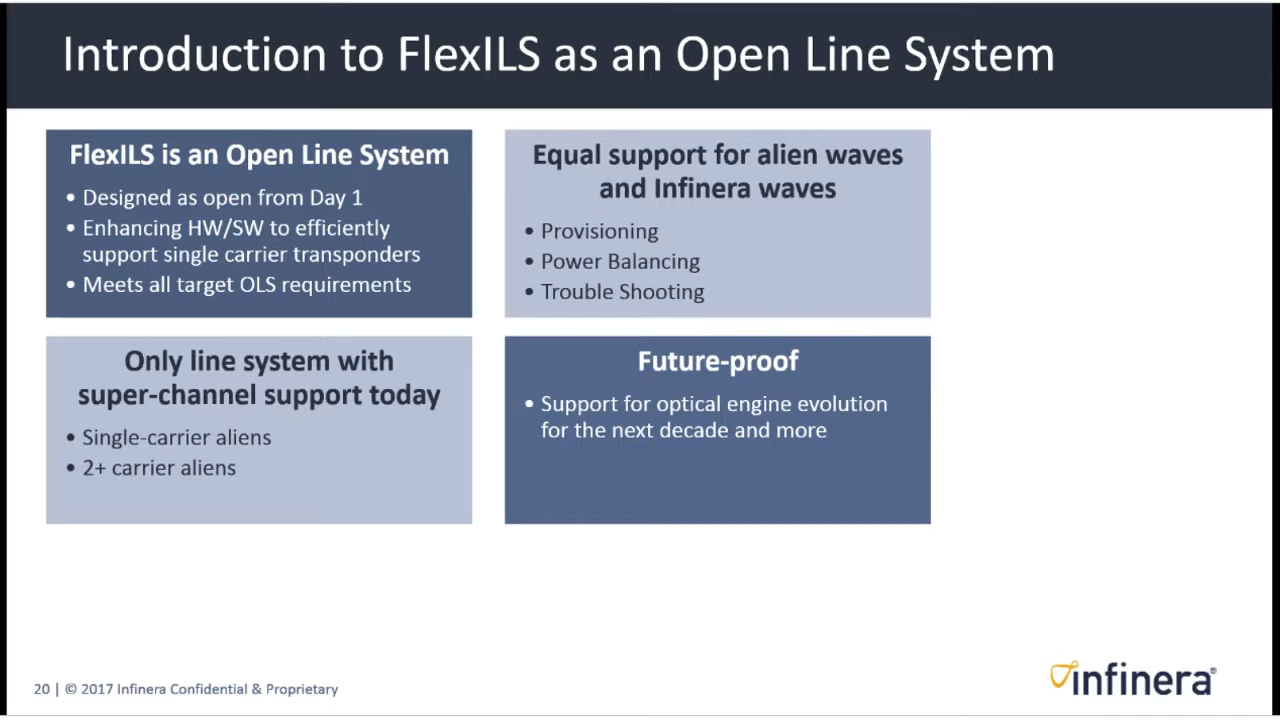 Introduction to FlexILS as an Open Line System
FlexILS is an Open Line System
• Designed as open from Day 1
• Enhancing HW/SW to efficiently
support single carrier transponders
• Meets all target OLS requirements
Equal support for alien waves
and Infinera waves
• Provisioning
• Power Balancing
• Trouble Shooting
Only line system with
super-channel support today
• Single-carrier aliens
• 2+ carrier aliens
Future-proof
• Support for optical engine evolution
for the next decade and more
20 | © 2017 Infinera Confidential & Proprietary
infinera®